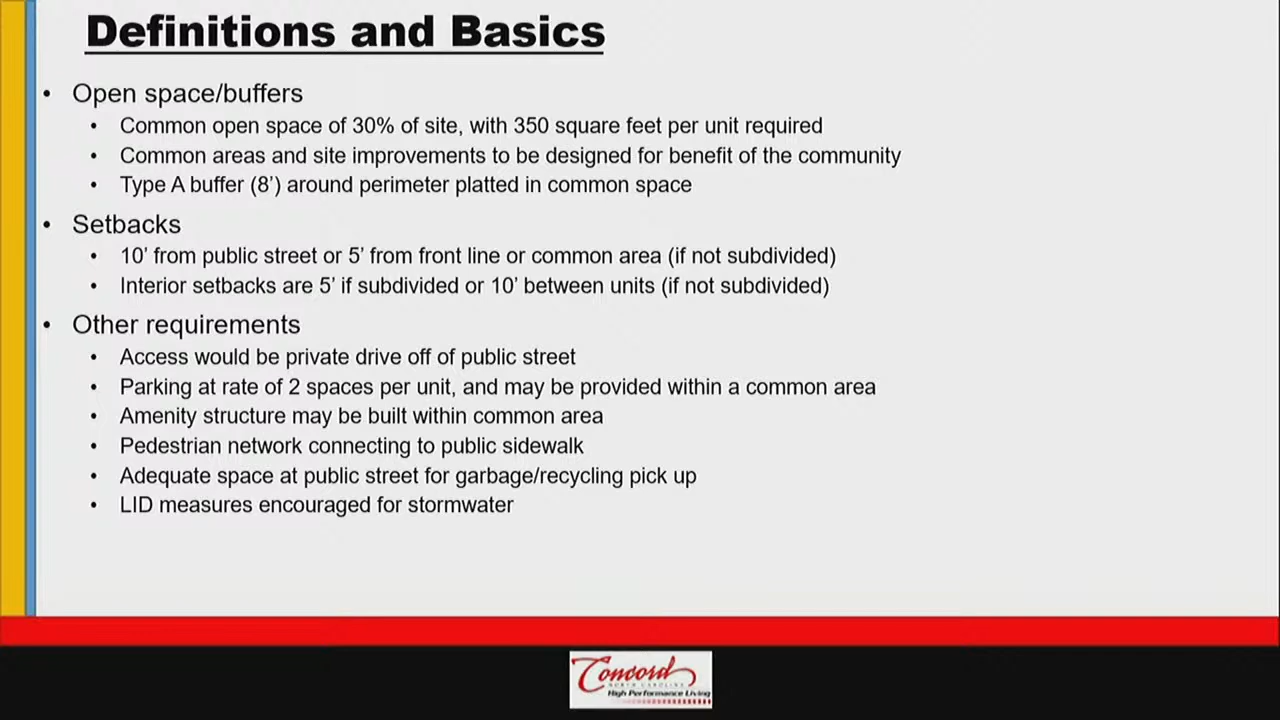 Definitions and Basics
• Open space/buffers
• Common open space of 30% of site, with 350 square feet per unit required
• Common areas and site improvements to be designed for benefit of the community
• Type A buffer (8’) around perimeter platted in common space
• Setbacks
• 10’ from public street or 5’ from front line or common area (if not subdivided)
• Interior setbacks are 5’ if subdivided or 10’ between units (if not subdivided)
• Other requirements
• Access would be private drive off of public street
• Parking at rate of 2 spaces per unit, and may be provided within a common area
• Amenity structure may be built within common area
• Pedestrian network connecting to public sidewalk
• Adequate space at public street for garbage/recycling pick up
• LID measures encouraged for stormwater
Concord
NORTH CAROLINA
High Performance Living